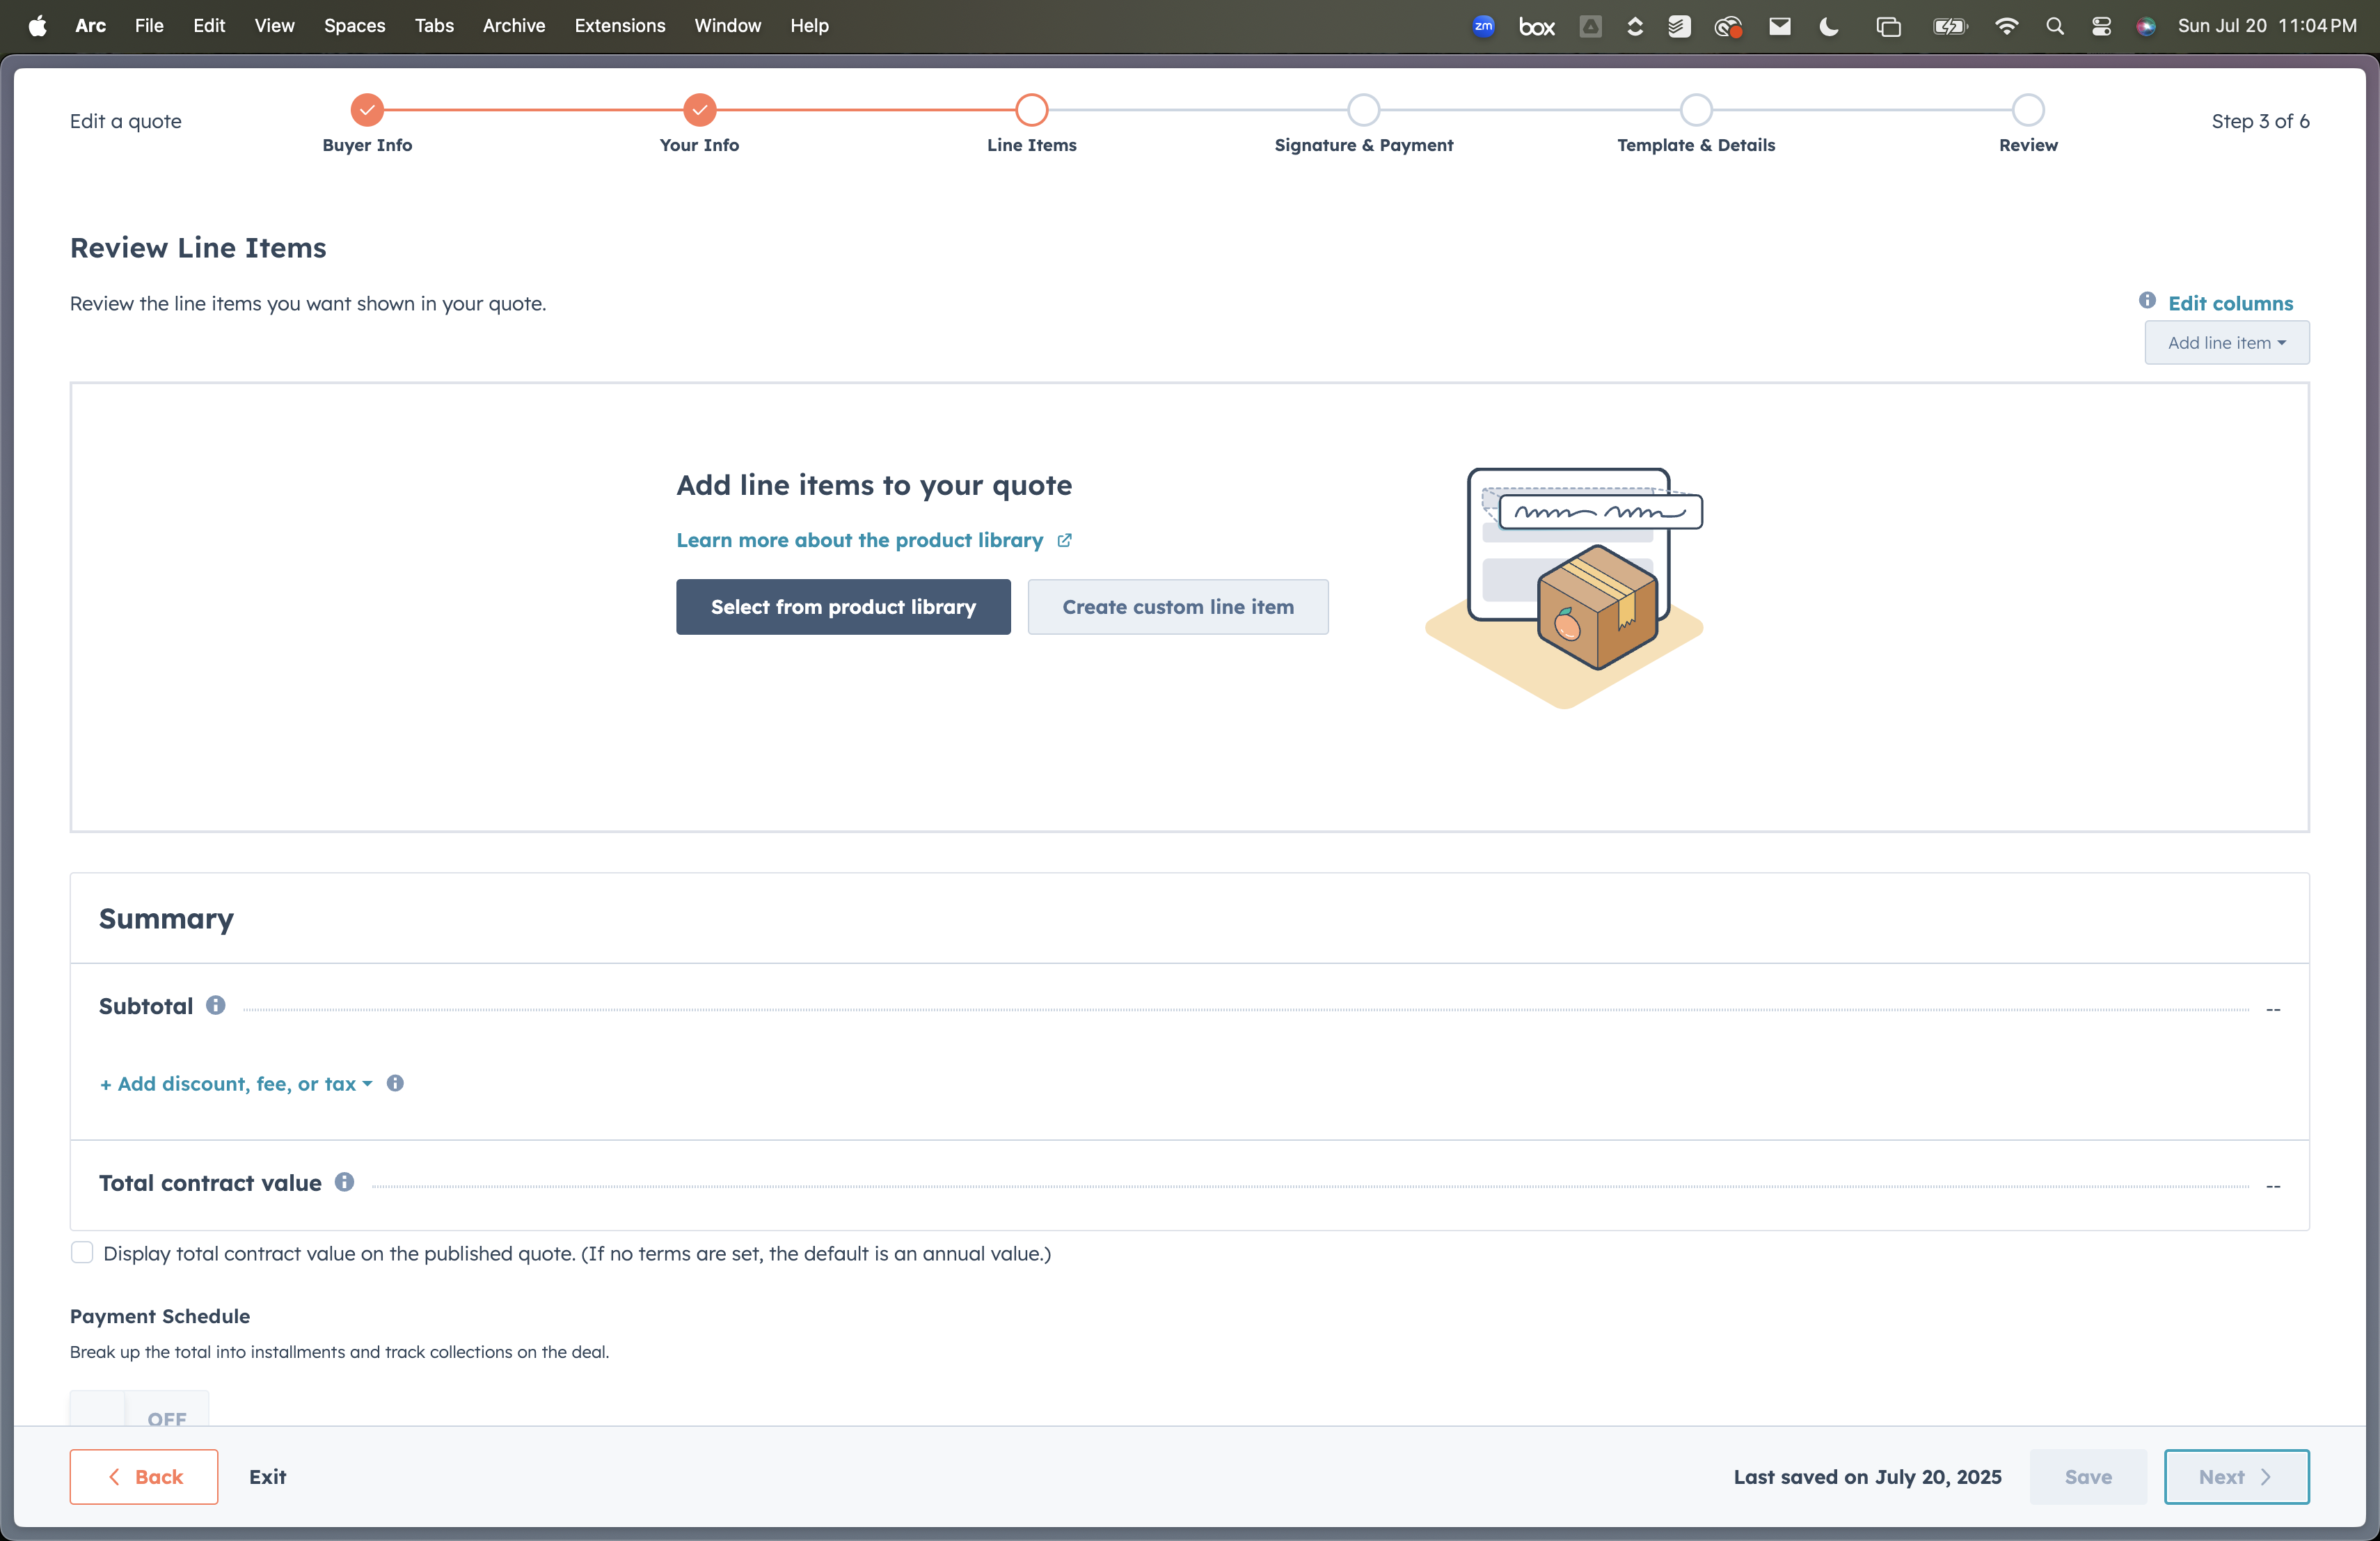 Arc File Edit View Spaces Tabs Archive Extensions Window Help zm box Sun Jul 20 11:04 PM
Edit a quote
Buyer Info
Your Info
Line Items
Signature & Payment
Template & Details
Review
Step 3 of 6
Review Line Items
Review the line items you want shown in your quote.
Edit columns
Add line item
Add line items to your quote
Learn more about the product library
Select from product library
Create custom line item
Summary
Subtotal --
+ Add discount, fee, or tax
Total contract value --
Display total contract value on the published quote. (If no terms are set, the default is an annual value.)
Payment Schedule
Break up the total into installments and track collections on the deal.
OFF
Back
Exit
Last saved on July 20, 2025
Save
Next